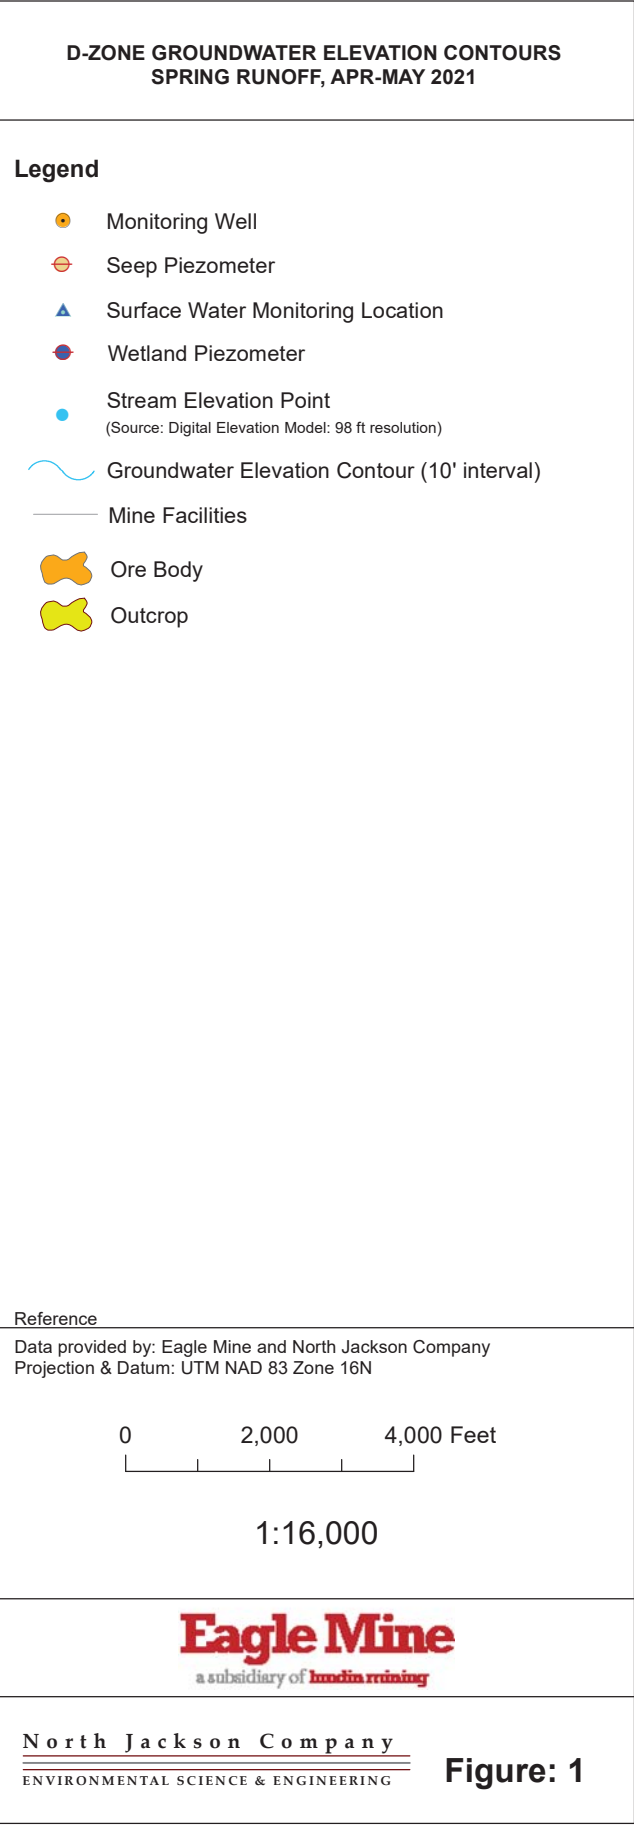 D-ZONE GROUNDWATER ELEVATION CONTOURS
SPRING RUNOFF, APR-MAY 2021
Legend
Monitoring Well
Seep Piezometer
Surface Water Monitoring Location
Wetland Piezometer
Stream Elevation Point
(Source: Digital Elevation Model: 98 ft resolution)
Groundwater Elevation Contour (10' interval)
Mine Facilities
Ore Body
Outcrop
Reference
Data provided by: Eagle Mine and North Jackson Company
Projection & Datum: UTM NAD 83 Zone 16N
0 2,000 4,000 Feet
1:16,000
Eagle Mine
a subsidiary of lundin mining
North Jackson Company
ENVIRONMENTAL SCIENCE & ENGINEERING
Figure: 1